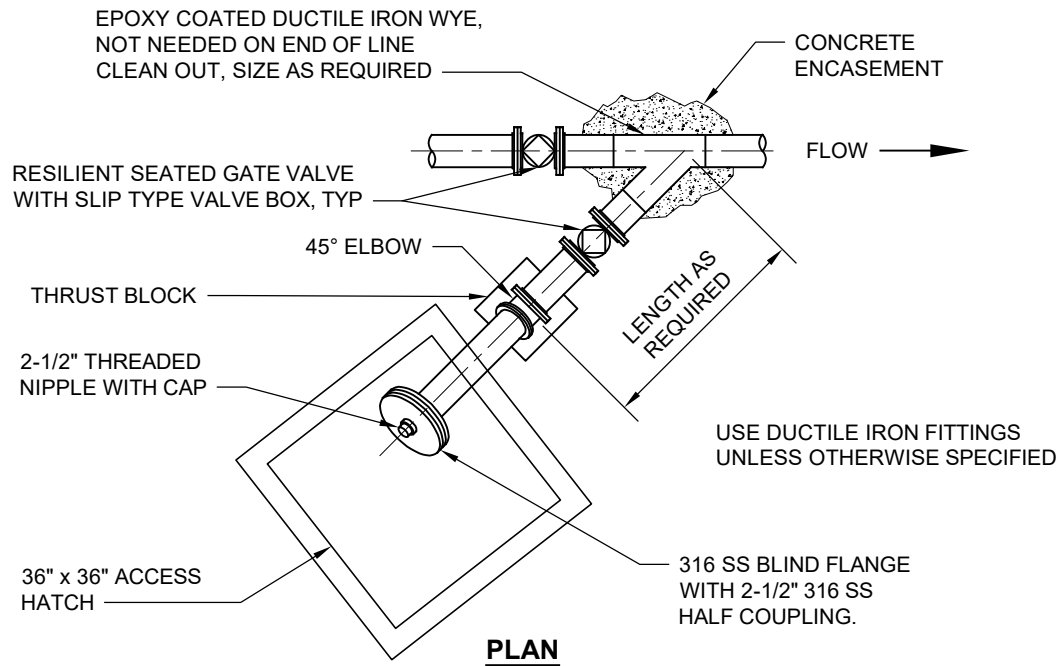 EPOXY COATED DUCTILE IRON WYE,
NOT NEEDED ON END OF LINE
CLEAN OUT, SIZE AS REQUIRED
CONCRETE
ENCASEMENT
FLOW
RESILIENT SEATED GATE VALVE
WITH SLIP TYPE VALVE BOX, TYP
45° ELBOW
THRUST BLOCK
LENGTH AS
REQUIRED
2-1/2" THREADED
NIPPLE WITH CAP
USE DUCTILE IRON FITTINGS
UNLESS OTHERWISE SPECIFIED
36" x 36" ACCESS
HATCH
316 SS BLIND FLANGE
WITH 2-1/2" 316 SS
HALF COUPLING.
PLAN